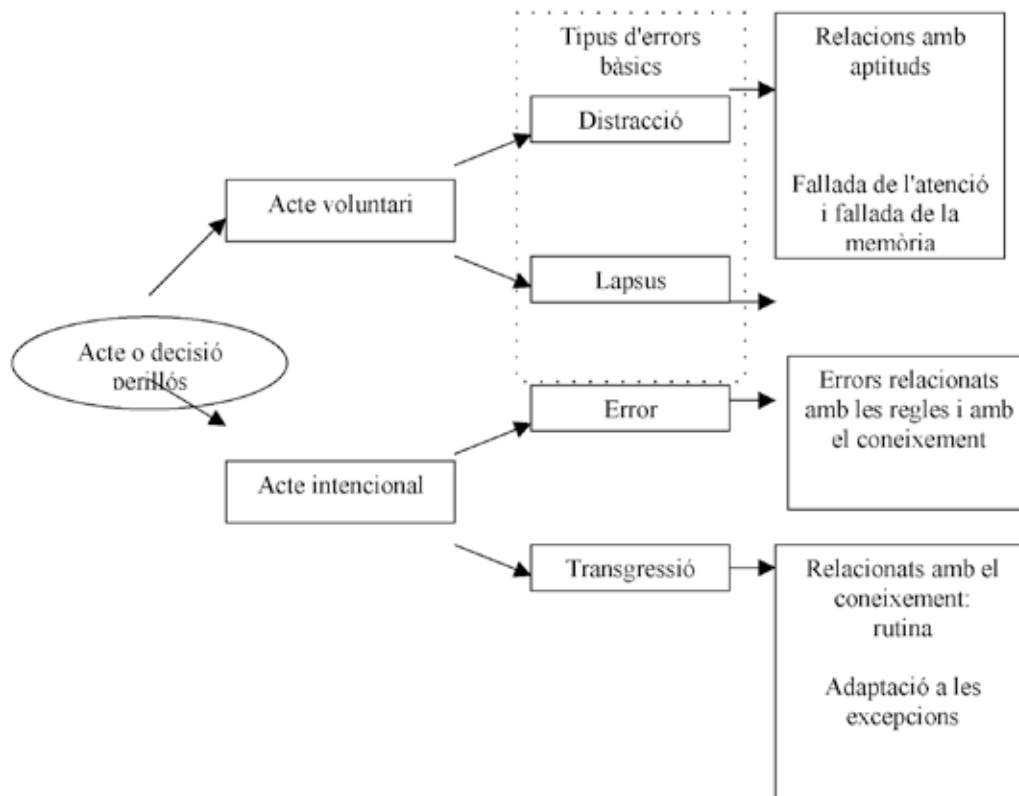 Tipus d'errors
bàsics
Relacions amb
aptituds
Distracció
Acte voluntari
Fallada de l'atenció
i fallada de la
memòria
Lapsus
Acte o decisió
perillós
Error
Errors relacionats
amb les regles i amb
el coneixement
Acte intencional
Transgressió
Relacionats amb el
coneixement:
rutina
Adaptació a les
excepcions